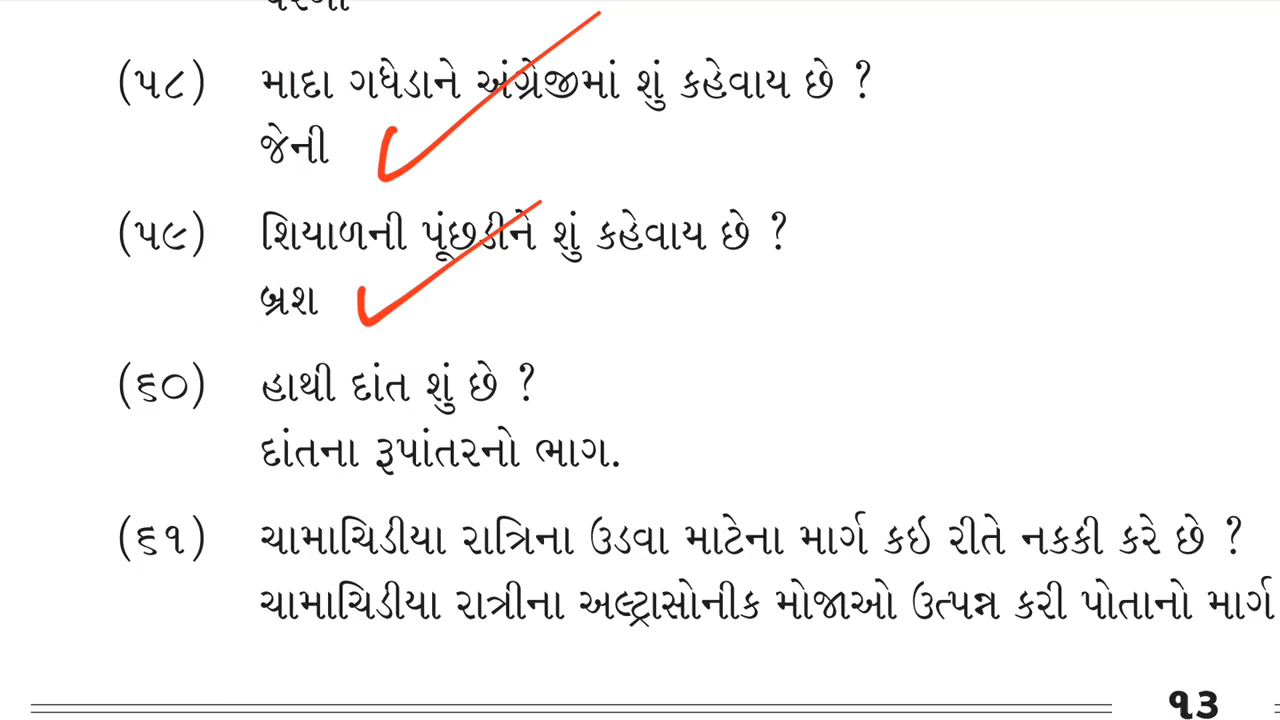 (૫૮) માદા ગધેડાને અંગ્રેજીમાં શું કહેવાય છે ?
જેની
(૫૯) શિયાળની પૂંછડીને શું કહેવાય છે ?
બ્રશ
(૬૦) હાથી દાંત શું છે ?
દાંતના રૂપાંતરનો ભાગ.
(૬૧) ચામાચિડીયા રાત્રિના ઉડવા માટેના માર્ગ કઇ રીતે નકકી કરે છે ?
ચામાચિડીયા રાત્રીના અલ્ટ્રાસોનીક મોજાઓ ઉત્પન્ન કરી પોતાનો માર્ગ
૧૩